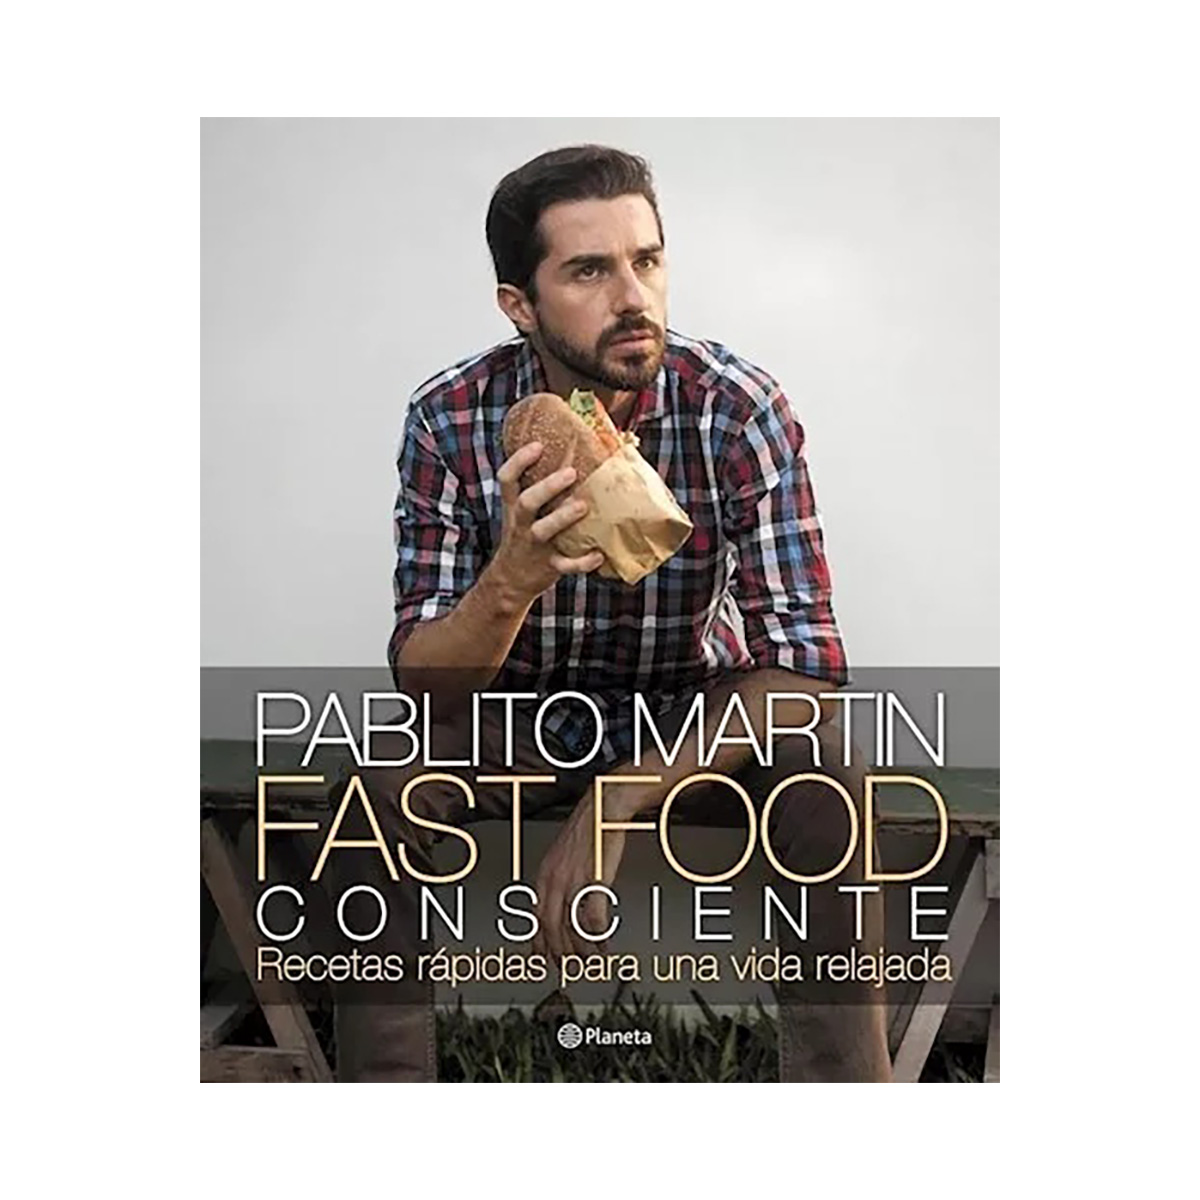 PABLITO MARTIN
FAST FOOD
CONSCIENTE
Recetas rápidas para una vida relajada
Planeta